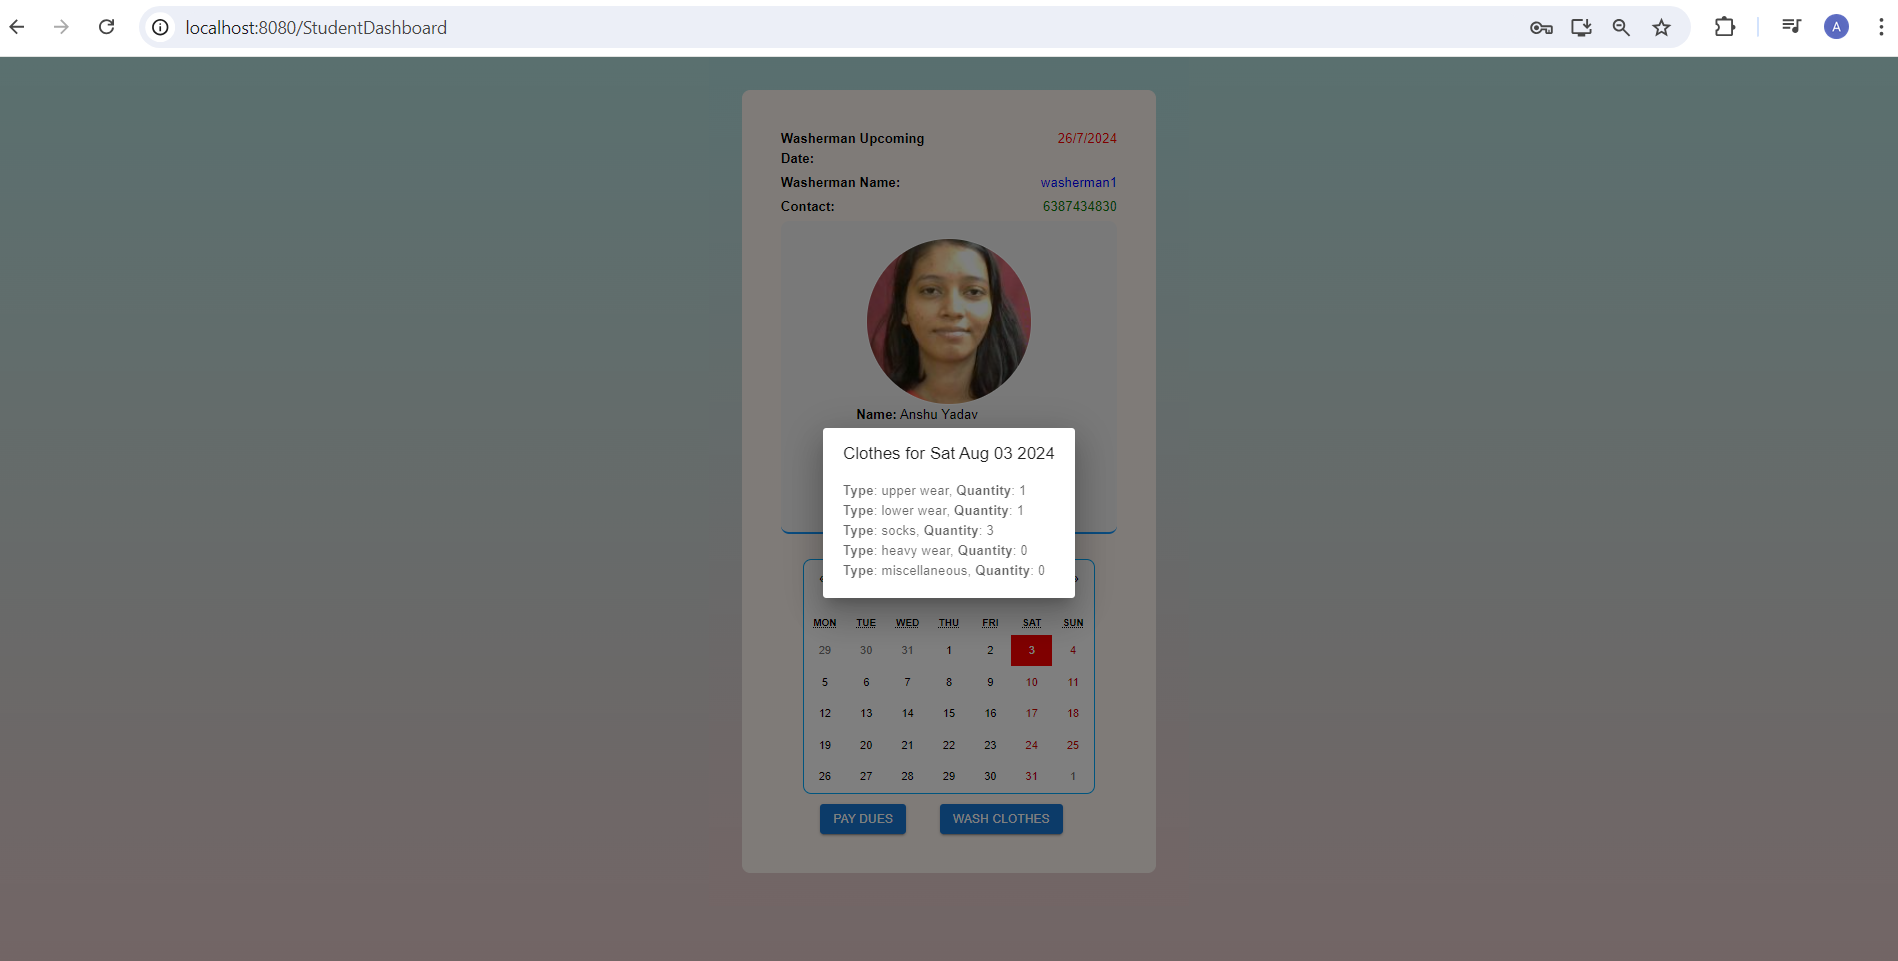 localhost:8080/StudentDashboard
A
Washerman Upcoming Date:
26/7/2024
Washerman Name:
washerman1
Contact:
6387434830
Name: Anshu Yadav
Clothes for Sat Aug 03 2024
Type: upper wear, Quantity: 1
Type: lower wear, Quantity: 1
Type: socks, Quantity: 3
Type: heavy wear, Quantity: 0
Type: miscellaneous, Quantity: 0
‹ ›
MON TUE WED THU FRI SAT SUN
29 30 31 1 2 3 4
5 6 7 8 9 10 11
12 13 14 15 16 17 18
19 20 21 22 23 24 25
26 27 28 29 30 31 1
PAY DUES
WASH CLOTHES